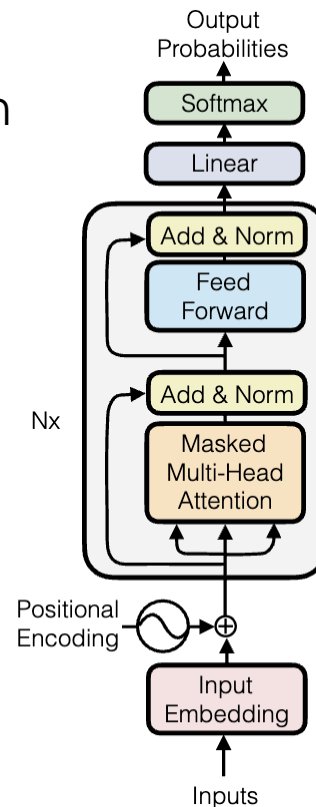 Output
Probabilities
n
Softmax
Linear
Add & Norm
Feed
Forward
Add & Norm
Nx
Masked
Multi-Head
Attention
Positional
Encoding
Input
Embedding
Inputs